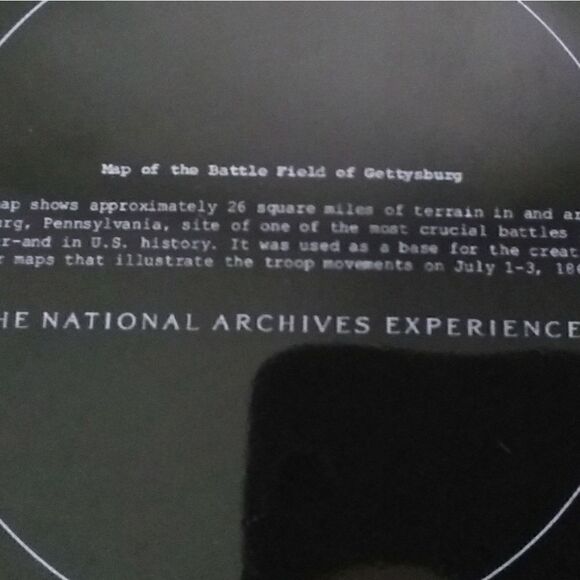 Map of the Battle Field of Gettysburg
ap shows approximately 26 square miles of terrain in and ar
urg, Pennsylvania, site of one of the most crucial battles
r-and in U.S. history. It was used as a base for the creat
r maps that illustrate the troop movements on July 1-3, 186
HE NATIONAL ARCHIVES EXPERIENCE